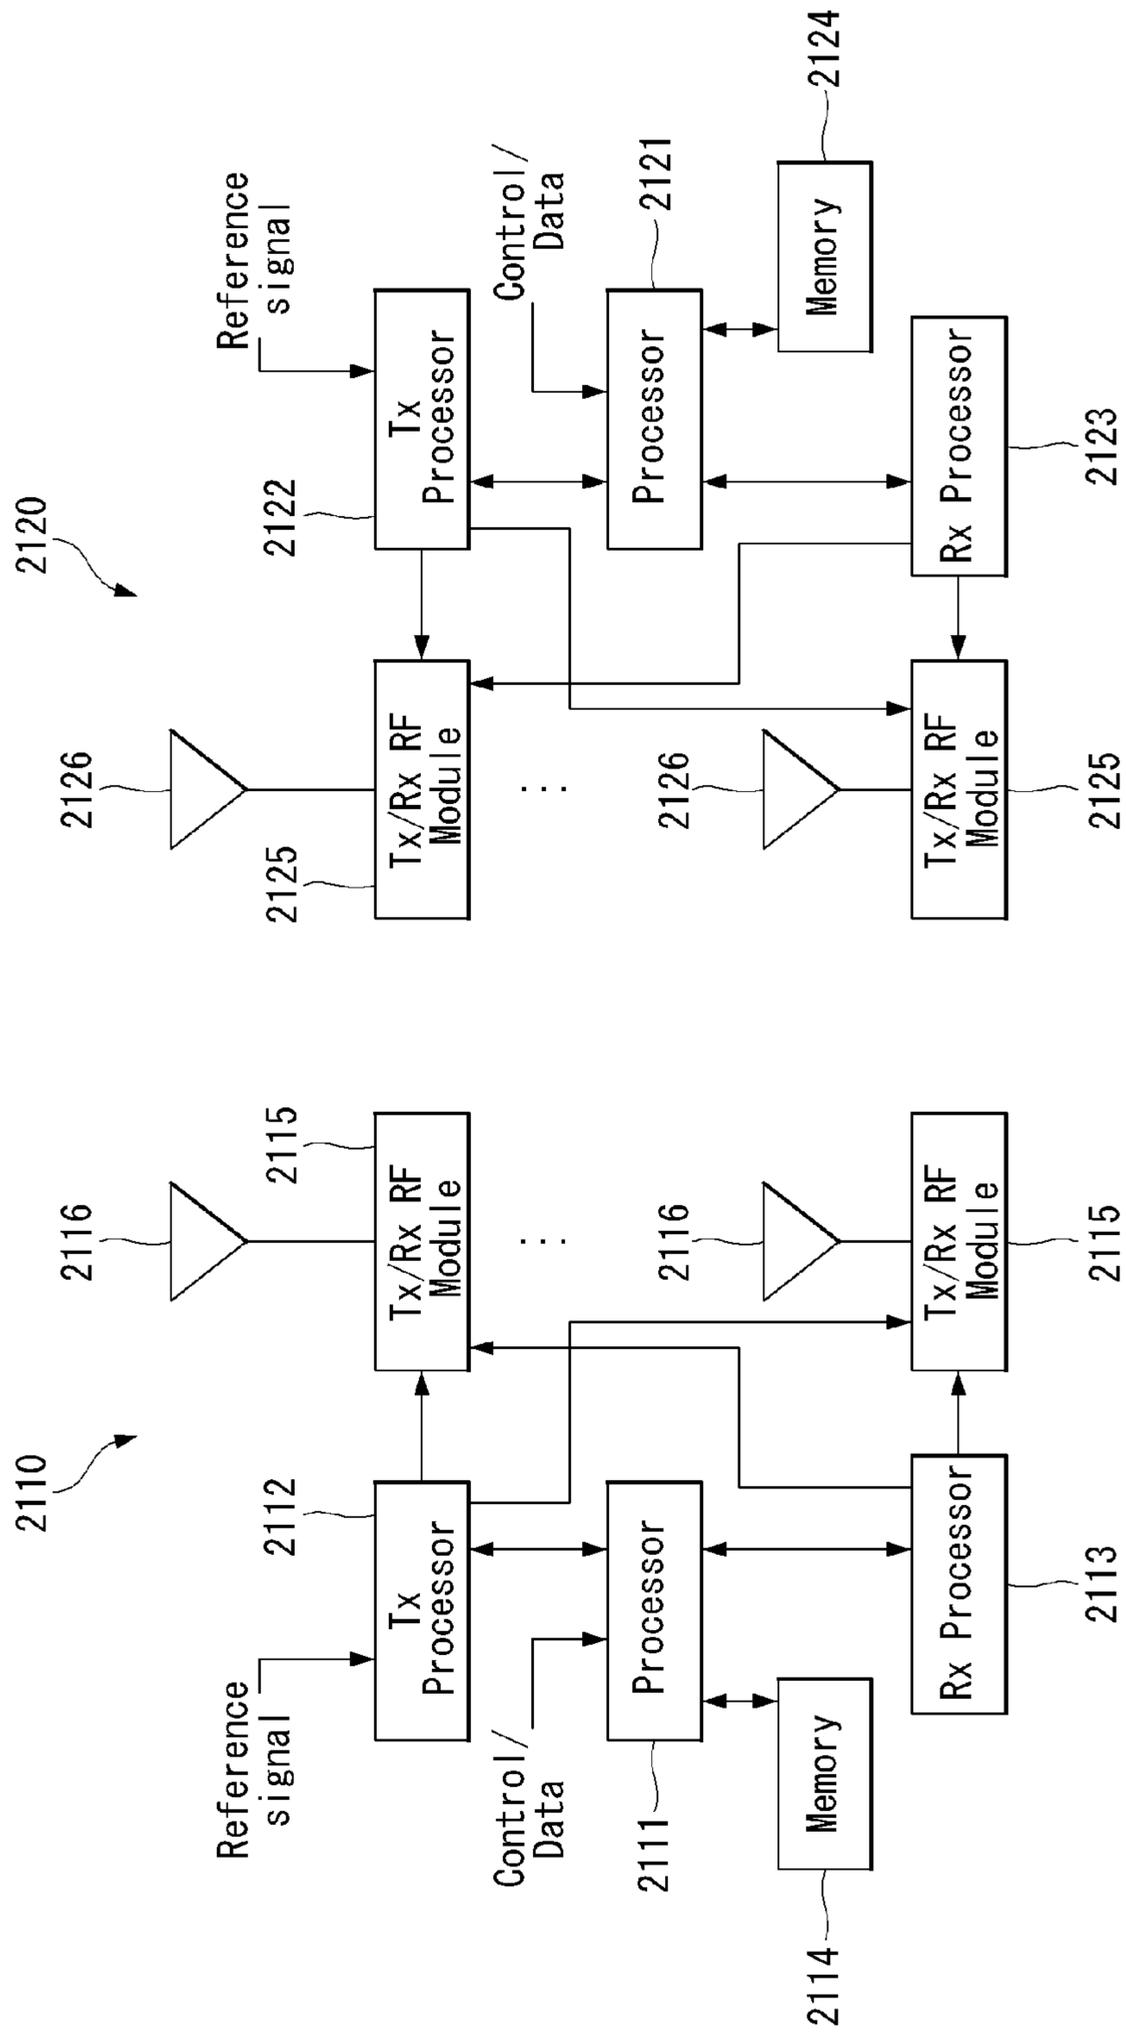 2110
2120
2116
2126
Reference
signal
2112
2115
2125
2122
Reference
signal
Tx
Processor
Tx/Rx RF
Module
Tx/Rx RF
Module
Tx
Processor
Control/
Data
...
...
Control/
Data
2111
Processor
2116
2126
Processor
2121
2114
Memory
Memory
2124
Rx Processor
Tx/Rx RF
Module
Tx/Rx RF
Module
Rx Processor
2113
2115
2125
2123